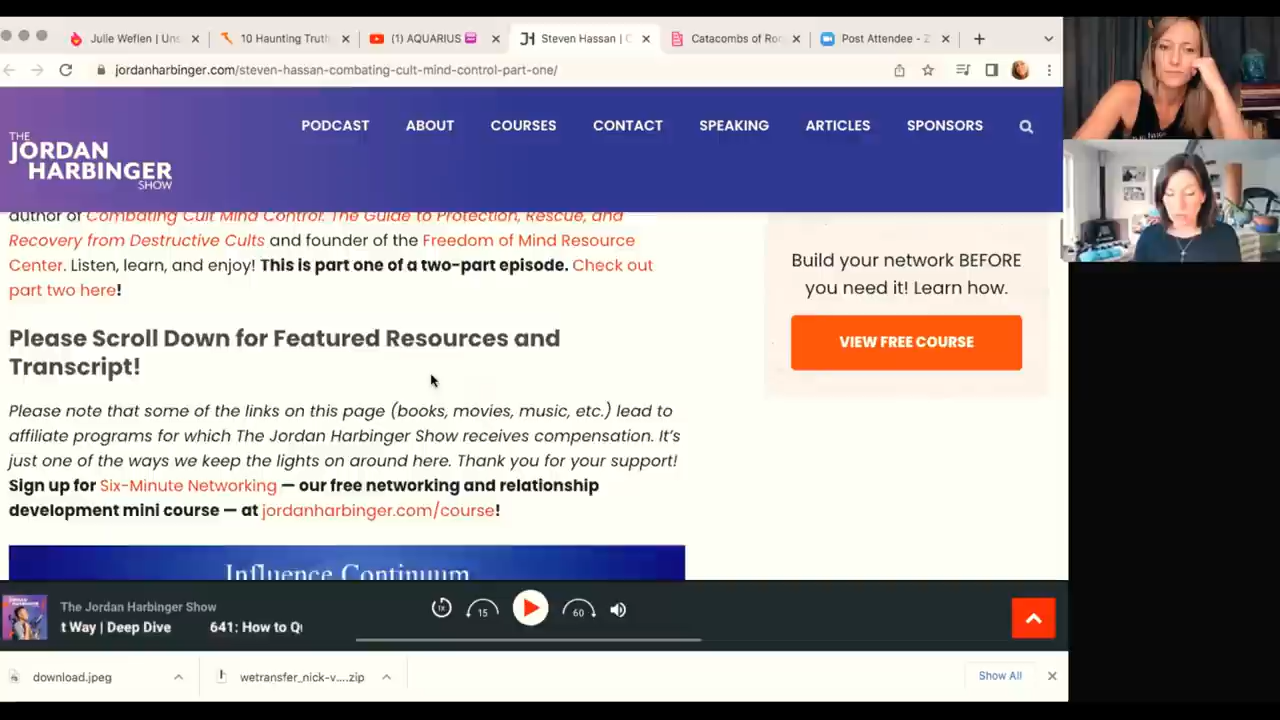 Julie Weflen | Uns
10 Haunting Truth
(1) AQUARIUS
Steven Hassan | C
Catacombs of Ro
Post Attendee - Z
jordanharbinger.com/steven-hassan-combating-cult-mind-control-part-one/
THE
JORDAN
HARBINGER
SHOW
PODCAST
ABOUT
COURSES
CONTACT
SPEAKING
ARTICLES
SPONSORS
author of Combating Cult Mind Control: The Guide to Protection, Rescue, and
Recovery from Destructive Cults and founder of the Freedom of Mind Resource
Center. Listen, learn, and enjoy! This is part one of a two-part episode. Check out
part two here!
Please Scroll Down for Featured Resources and
Transcript!
Please note that some of the links on this page (books, movies, music, etc.) lead to
affiliate programs for which The Jordan Harbinger Show receives compensation. It's
just one of the ways we keep the lights on around here. Thank you for your support!
Sign up for Six-Minute Networking — our free networking and relationship
development mini course — at jordanharbinger.com/course!
Build your network BEFORE
you need it! Learn how.
VIEW FREE COURSE
Influence Continuum
The Jordan Harbinger Show
t Way | Deep Dive
641: How to Q
1x
15
60
download.jpeg
wetransfer_nick-v....zip
Show All